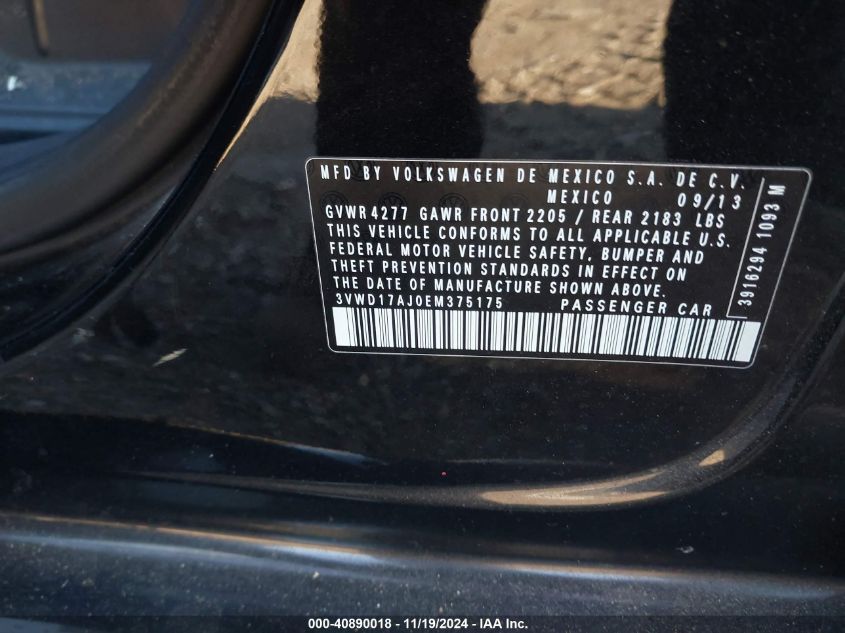 MFD BY VOLKSWAGEN DE MEXICO S.A. DE C.V.
MEXICO 09/13
GVWR 4277 GAWR FRONT 2205 / REAR 2183 LBS
THIS VEHICLE CONFORMS TO ALL APPLICABLE U.S.
FEDERAL MOTOR VEHICLE SAFETY, BUMPER AND
THEFT PREVENTION STANDARDS IN EFFECT ON
THE DATE OF MANUFACTURE SHOWN ABOVE.
3VWD17AJ0EM375175 PASSENGER CAR
3916294 1093 M
000-40890018 - 11/19/2024 - IAA Inc.